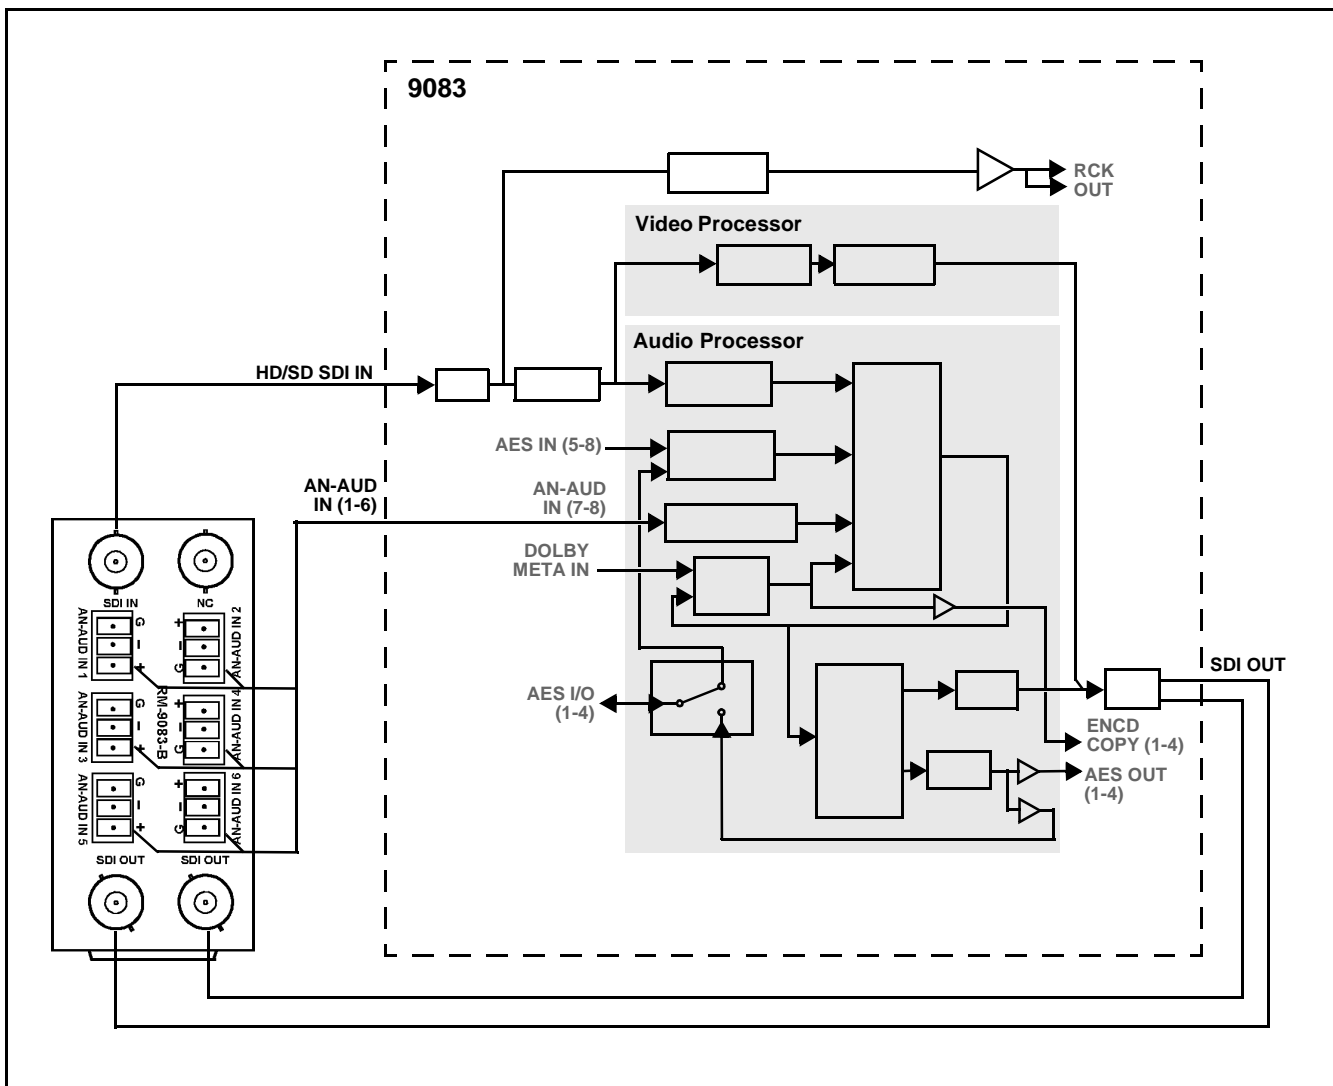 9083
RCK
OUT
Video Processor
Audio Processor
HD/SD SDI IN
AES IN (5-8)
AN-AUD
IN (1-6)
AN-AUD
IN (7-8)
DOLBY
META IN
AES I/O
(1-4)
SDI OUT
ENCD
COPY (1-4)
AES OUT
(1-4)
SDI IN
NC
AN-AUD IN 1
G
–
+
+
–
G
AN-AUD IN 2
AN-AUD IN 3
G
–
+
RM-9083-B
+
–
G
AN-AUD IN 4
AN-AUD IN 5
G
–
+
+
–
G
AN-AUD IN 6
SDI OUT
SDI OUT